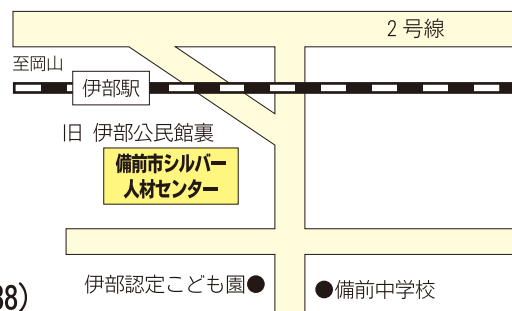 2号線
至岡山
伊部駅
旧 伊部公民館裏
備前市シルバー
人材センター
伊部認定こども園●
●備前中学校
38)